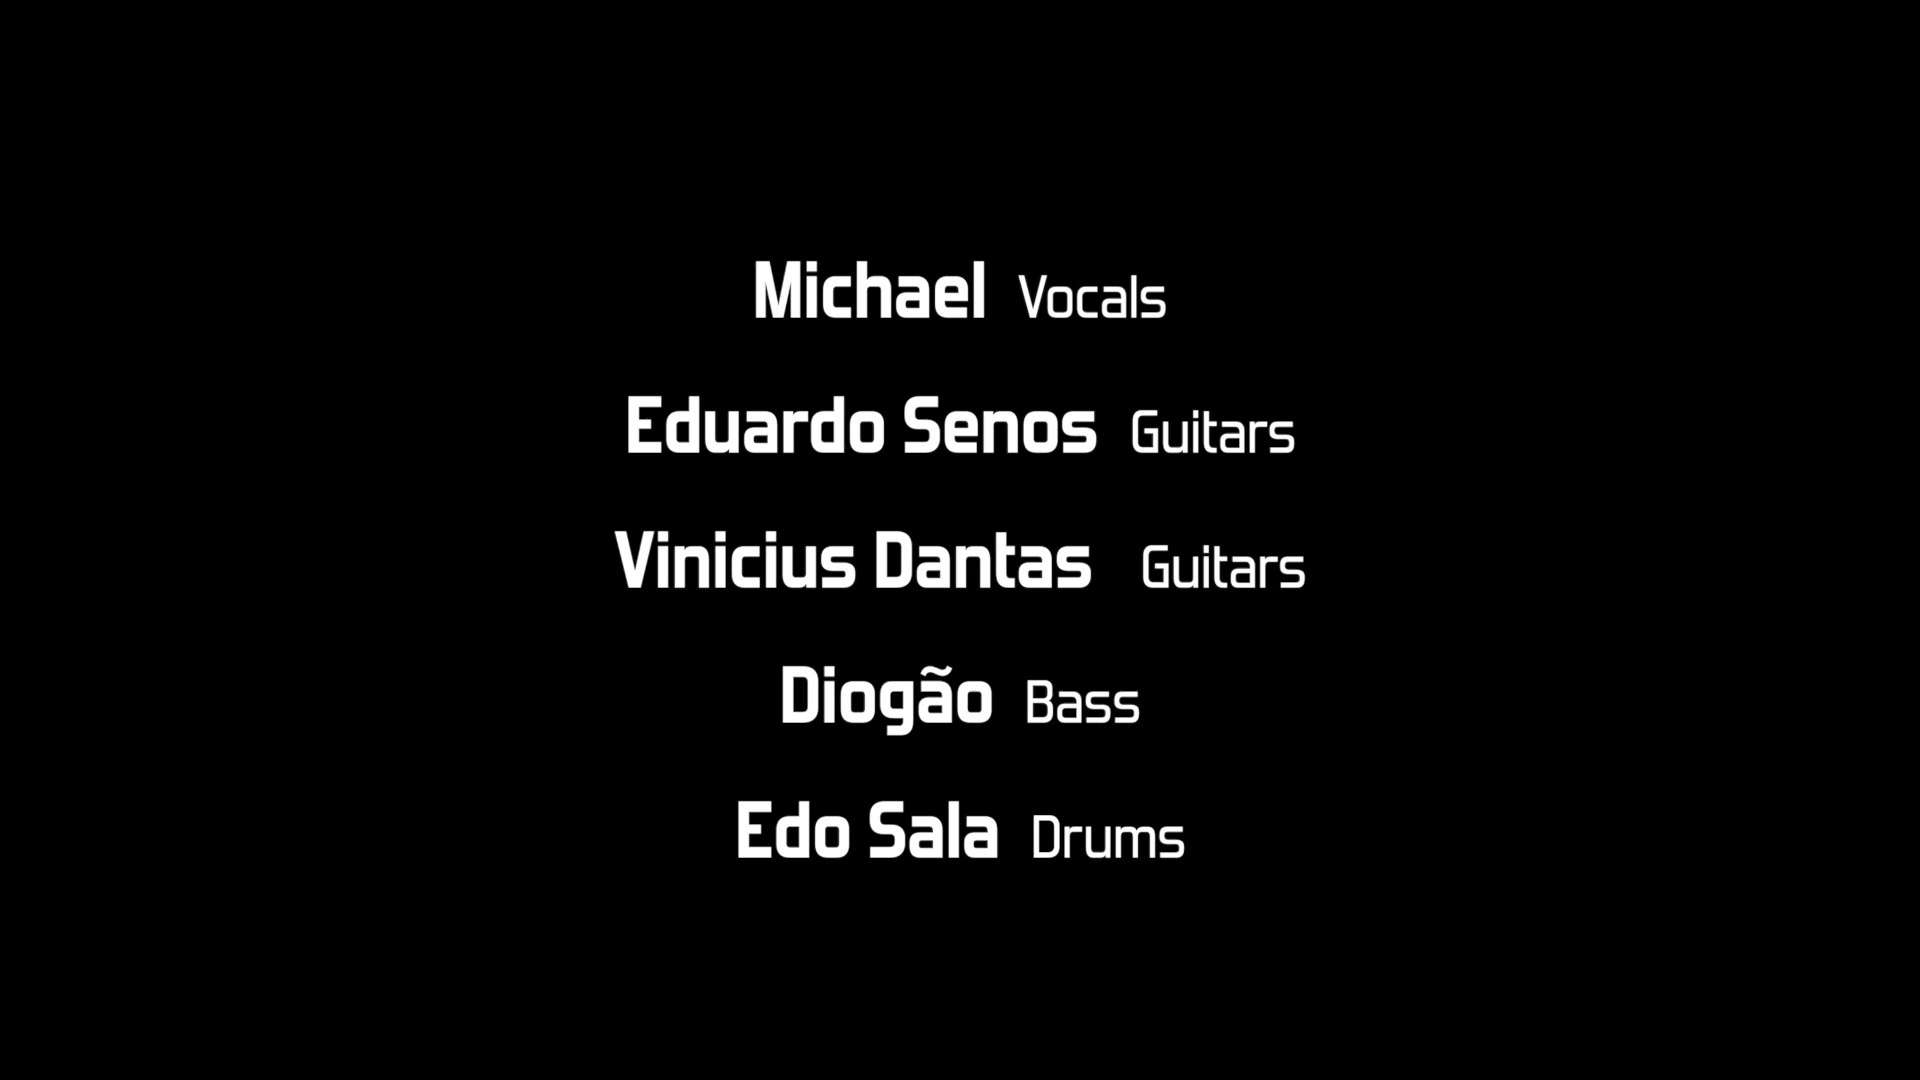 Michael Vocals
Eduardo Senos Guitars
Vinicius Dantas Guitars
Diogão Bass
Edo Sala Drums